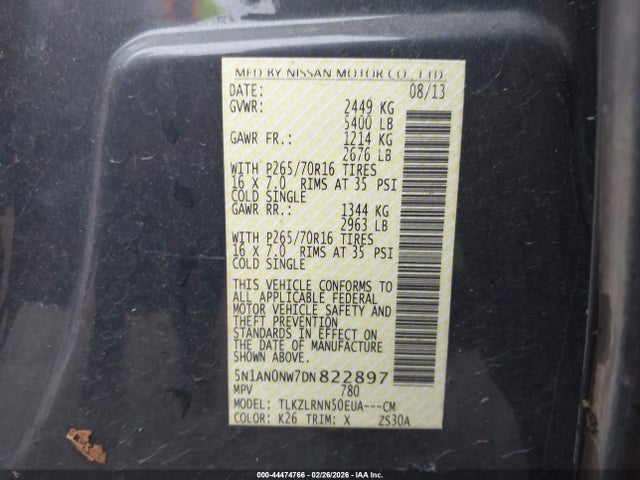 MFD BY NISSAN MOTOR CO., LTD.
DATE: 08/13
GVWR: 2449 KG
5400 LB
GAWR FR.: 1214 KG
2676 LB
WITH P265/70R16 TIRES
16 X 7.0 RIMS AT 35 PSI
COLD SINGLE
GAWR RR.: 1344 KG
2963 LB
WITH P265/70R16 TIRES
16 X 7.0 RIMS AT 35 PSI
COLD SINGLE
THIS VEHICLE CONFORMS TO
ALL APPLICABLE FEDERAL
MOTOR VEHICLE SAFETY AND
THEFT PREVENTION
STANDARDS IN EFFECT ON
THE DATE OF MANUFACTURE
SHOWN ABOVE.
5N1AN0NW7DN822897
MPV 780
MODEL: TLKZLRNN50EUA---CM
COLOR: K26 TRIM: X ZS30A
000-44474766 - 02/26/2026 - IAA Inc.